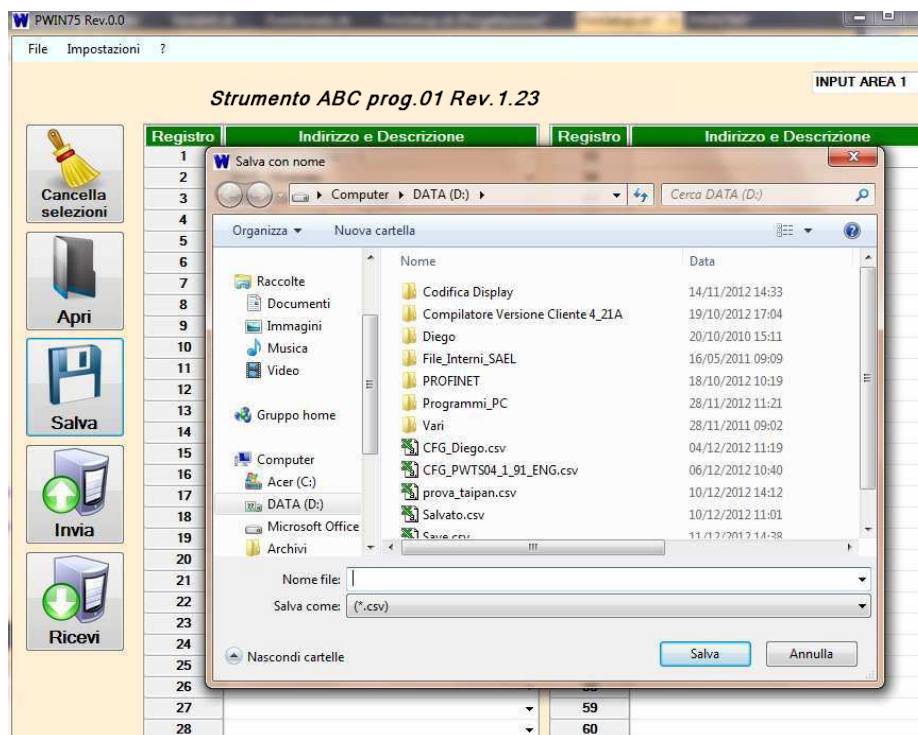 PWIN75 Rev.0.0
File Impostazioni ?
INPUT AREA 1
Strumento ABC prog.01 Rev.1.23
Registro Indirizzo e Descrizione Registro Indirizzo e Descrizione
Cancella
selezioni
Apri
Salva
Invia
Ricevi
1
2
3
4
5
6
7
8
9
10
11
12
13
14
15
16
17
18
19
20
21
22
23
24
25
26
27
28
59
60
Salva con nome
Computer DATA (D:)
Cerca DATA (D:)
Organizza Nuova cartella
Raccolte
Documenti
Immagini
Musica
Video
Gruppo home
Computer
Acer (C:)
DATA (D:)
Microsoft Office
Archivi
Nome Data
Codifica Display 14/11/2012 14:33
Compilatore Versione Cliente 4_21A 19/10/2012 17:04
Diego 20/10/2010 15:11
File_Interni_SAEL 16/05/2011 09:09
PROFINET 18/10/2012 10:19
Programmi_PC 28/11/2012 11:21
Vari 28/11/2011 09:02
CFG_Diego.csv 04/12/2012 11:19
CFG_PWTS04_1_91_ENG.csv 06/12/2012 10:40
prova_taipan.csv 10/12/2012 14:12
Salvato.csv 10/12/2012 11:01
Save.csv 11/12/2012 14:38
Nome file:
Salva come: (*.csv)
Nascondi cartelle
Salva Annulla